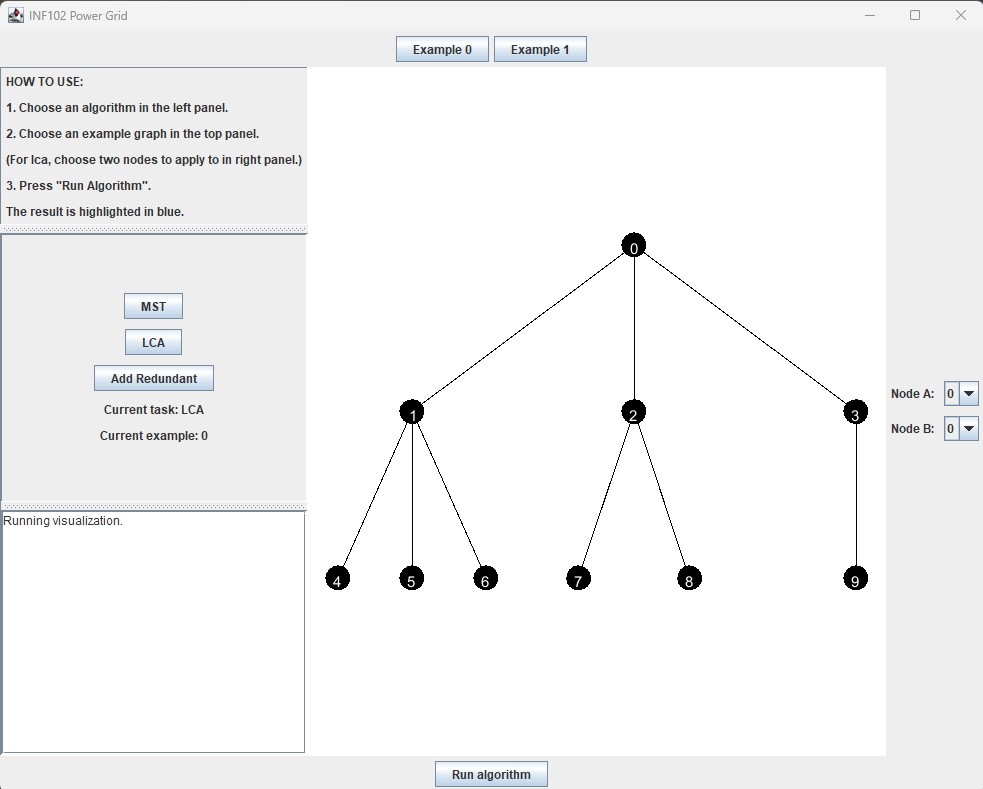 INF102 Power Grid
Example 0
Example 1
HOW TO USE:
1. Choose an algorithm in the left panel.
2. Choose an example graph in the top panel.
(For lca, choose two nodes to apply to in right panel.)
3. Press "Run Algorithm".
The result is highlighted in blue.
MST
LCA
Add Redundant
Current task: LCA
Current example: 0
Running visualization.
0
1
2
3
4
5
6
7
8
9
Node A: 0
Node B: 0
Run algorithm